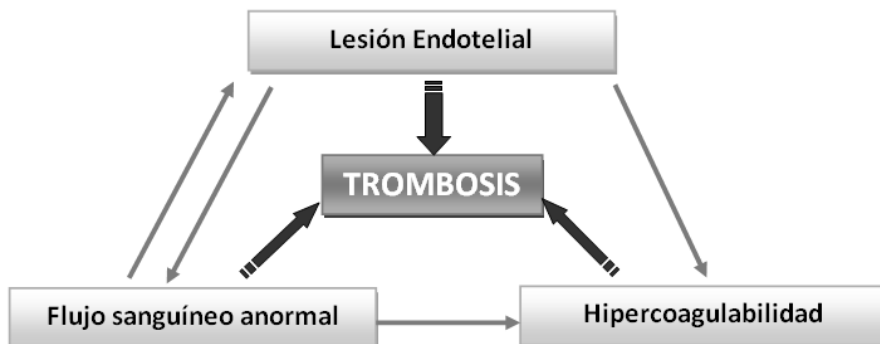 Lesión Endotelial
TROMBOSIS
Flujo sanguíneo anormal
Hipercoagulabilidad